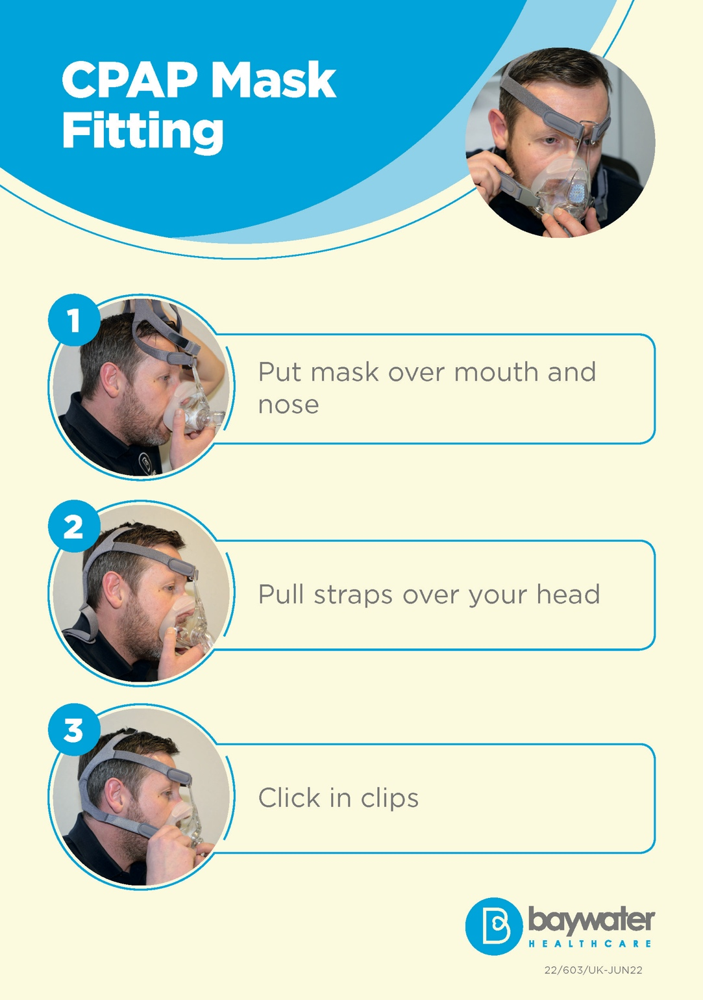 CPAP Mask
Fitting
1
Put mask over mouth and
nose
2
Pull straps over your head
3
Click in clips
baywater
HEALTHCARE
22/603/UK-JUN22